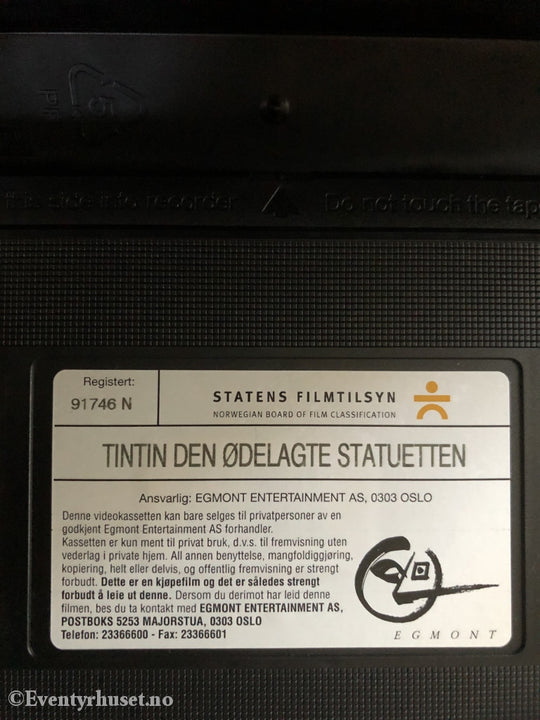 this side into recorder
Do not touch the tape
Registert:
91746 N
STATENS FILMTILSYN
NORWEGIAN BOARD OF FILM CLASSIFICATION
TINTIN DEN ØDELAGTE STATUETTEN
Ansvarlig: EGMONT ENTERTAINMENT AS, 0303 OSLO
Denne videokassetten kan bare selges til privatpersoner av en
godkjent Egmont Entertainment AS forhandler.
Kassetten er kun ment til privat bruk, d.v.s. til fremvisning uten
vederlag i private hjem. All annen benyttelse, mangfoldiggjøring,
kopiering, helt eller delvis, og offentlig fremvisning er strengt
forbudt. Dette er en kjøpefilm og det er således strengt
forbudt å leie ut denne. Dersom du derimot har leid denne
filmen, bes du ta kontakt med EGMONT ENTERTAINMENT AS,
POSTBOKS 5253 MAJORSTUA, 0303 OSLO
Telefon: 23366600 - Fax: 23366601
EGMONT
©Eventyrhuset.no